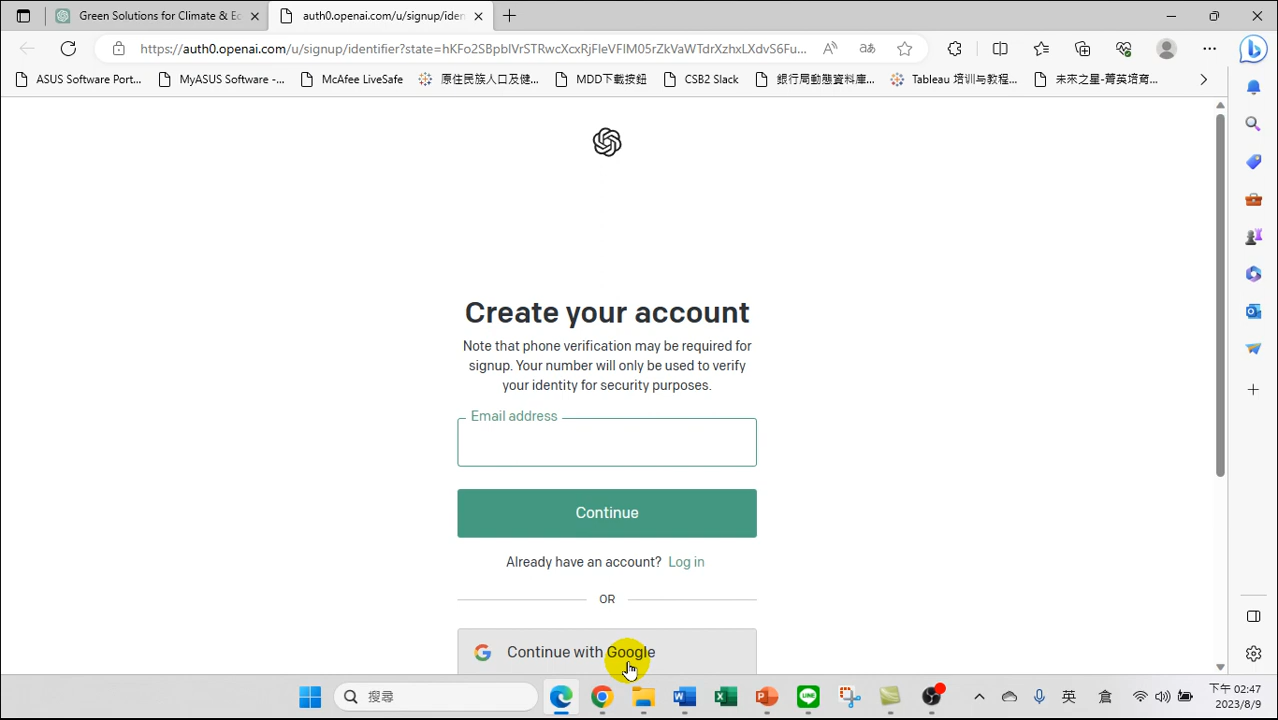 Green Solutions for Climate & Ec
auth0.openai.com/u/signup/iden
https://auth0.openai.com/u/signup/identifier?state=hKFo2SBpblVrSTRwcXcxRjFleVFlM05rZkVaWTdrXzhxLXdvS6Fu...
ASUS Software Port...
MyASUS Software -...
McAfee LiveSafe
原住民族人口及健...
MDD下載按鈕
CSB2 Slack
銀行局動態資料庫...
Tableau 培训与教程...
未來之星-菁英培育...
Create your account
Note that phone verification may be required for
signup. Your number will only be used to verify
your identity for security purposes.
Email address
Continue
Already have an account? Log in
OR
Continue with Google
搜尋
英
下午 02:47
2023/8/9